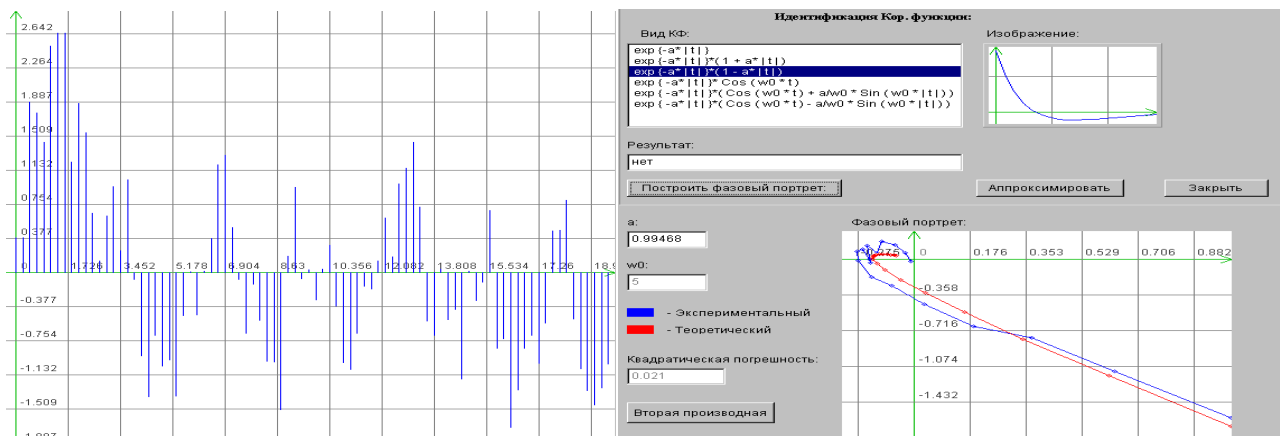 2.642
2.264
1.887
1.509
1.132
0.754
0.377
0 1.726 3.452 5.178 6.904 8.63 10.356 12.082 13.808 15.534 17.26
-0.377
-0.754
-1.132
-1.509
Идентификация Кор. функции:
Вид КФ:
exp {-a* |t| }
exp {-a* |t| }*(1 + a* |t|)
exp {-a* |t| }*(1 - a* |t|)
exp { -a* |t| }* Cos (w0 * t)
exp { -a* |t| }*(Cos (w0 * t) + a/w0 * Sin (w0 * |t|))
exp { -a* |t| }*(Cos (w0 * t) - a/w0 * Sin (w0 * |t|))
Изображение:
Результат:
нет
Построить фазовый портрет:
Аппроксимировать
Закрыть
a:
0.99468
w0:
5
- Экспериментальный
- Теоретический
Квадратическая погрешность:
0.021
Вторая производная
Фазовый портрет:
0 0.176 0.353 0.529 0.706 0.882
-0.358
-0.716
-1.074
-1.432